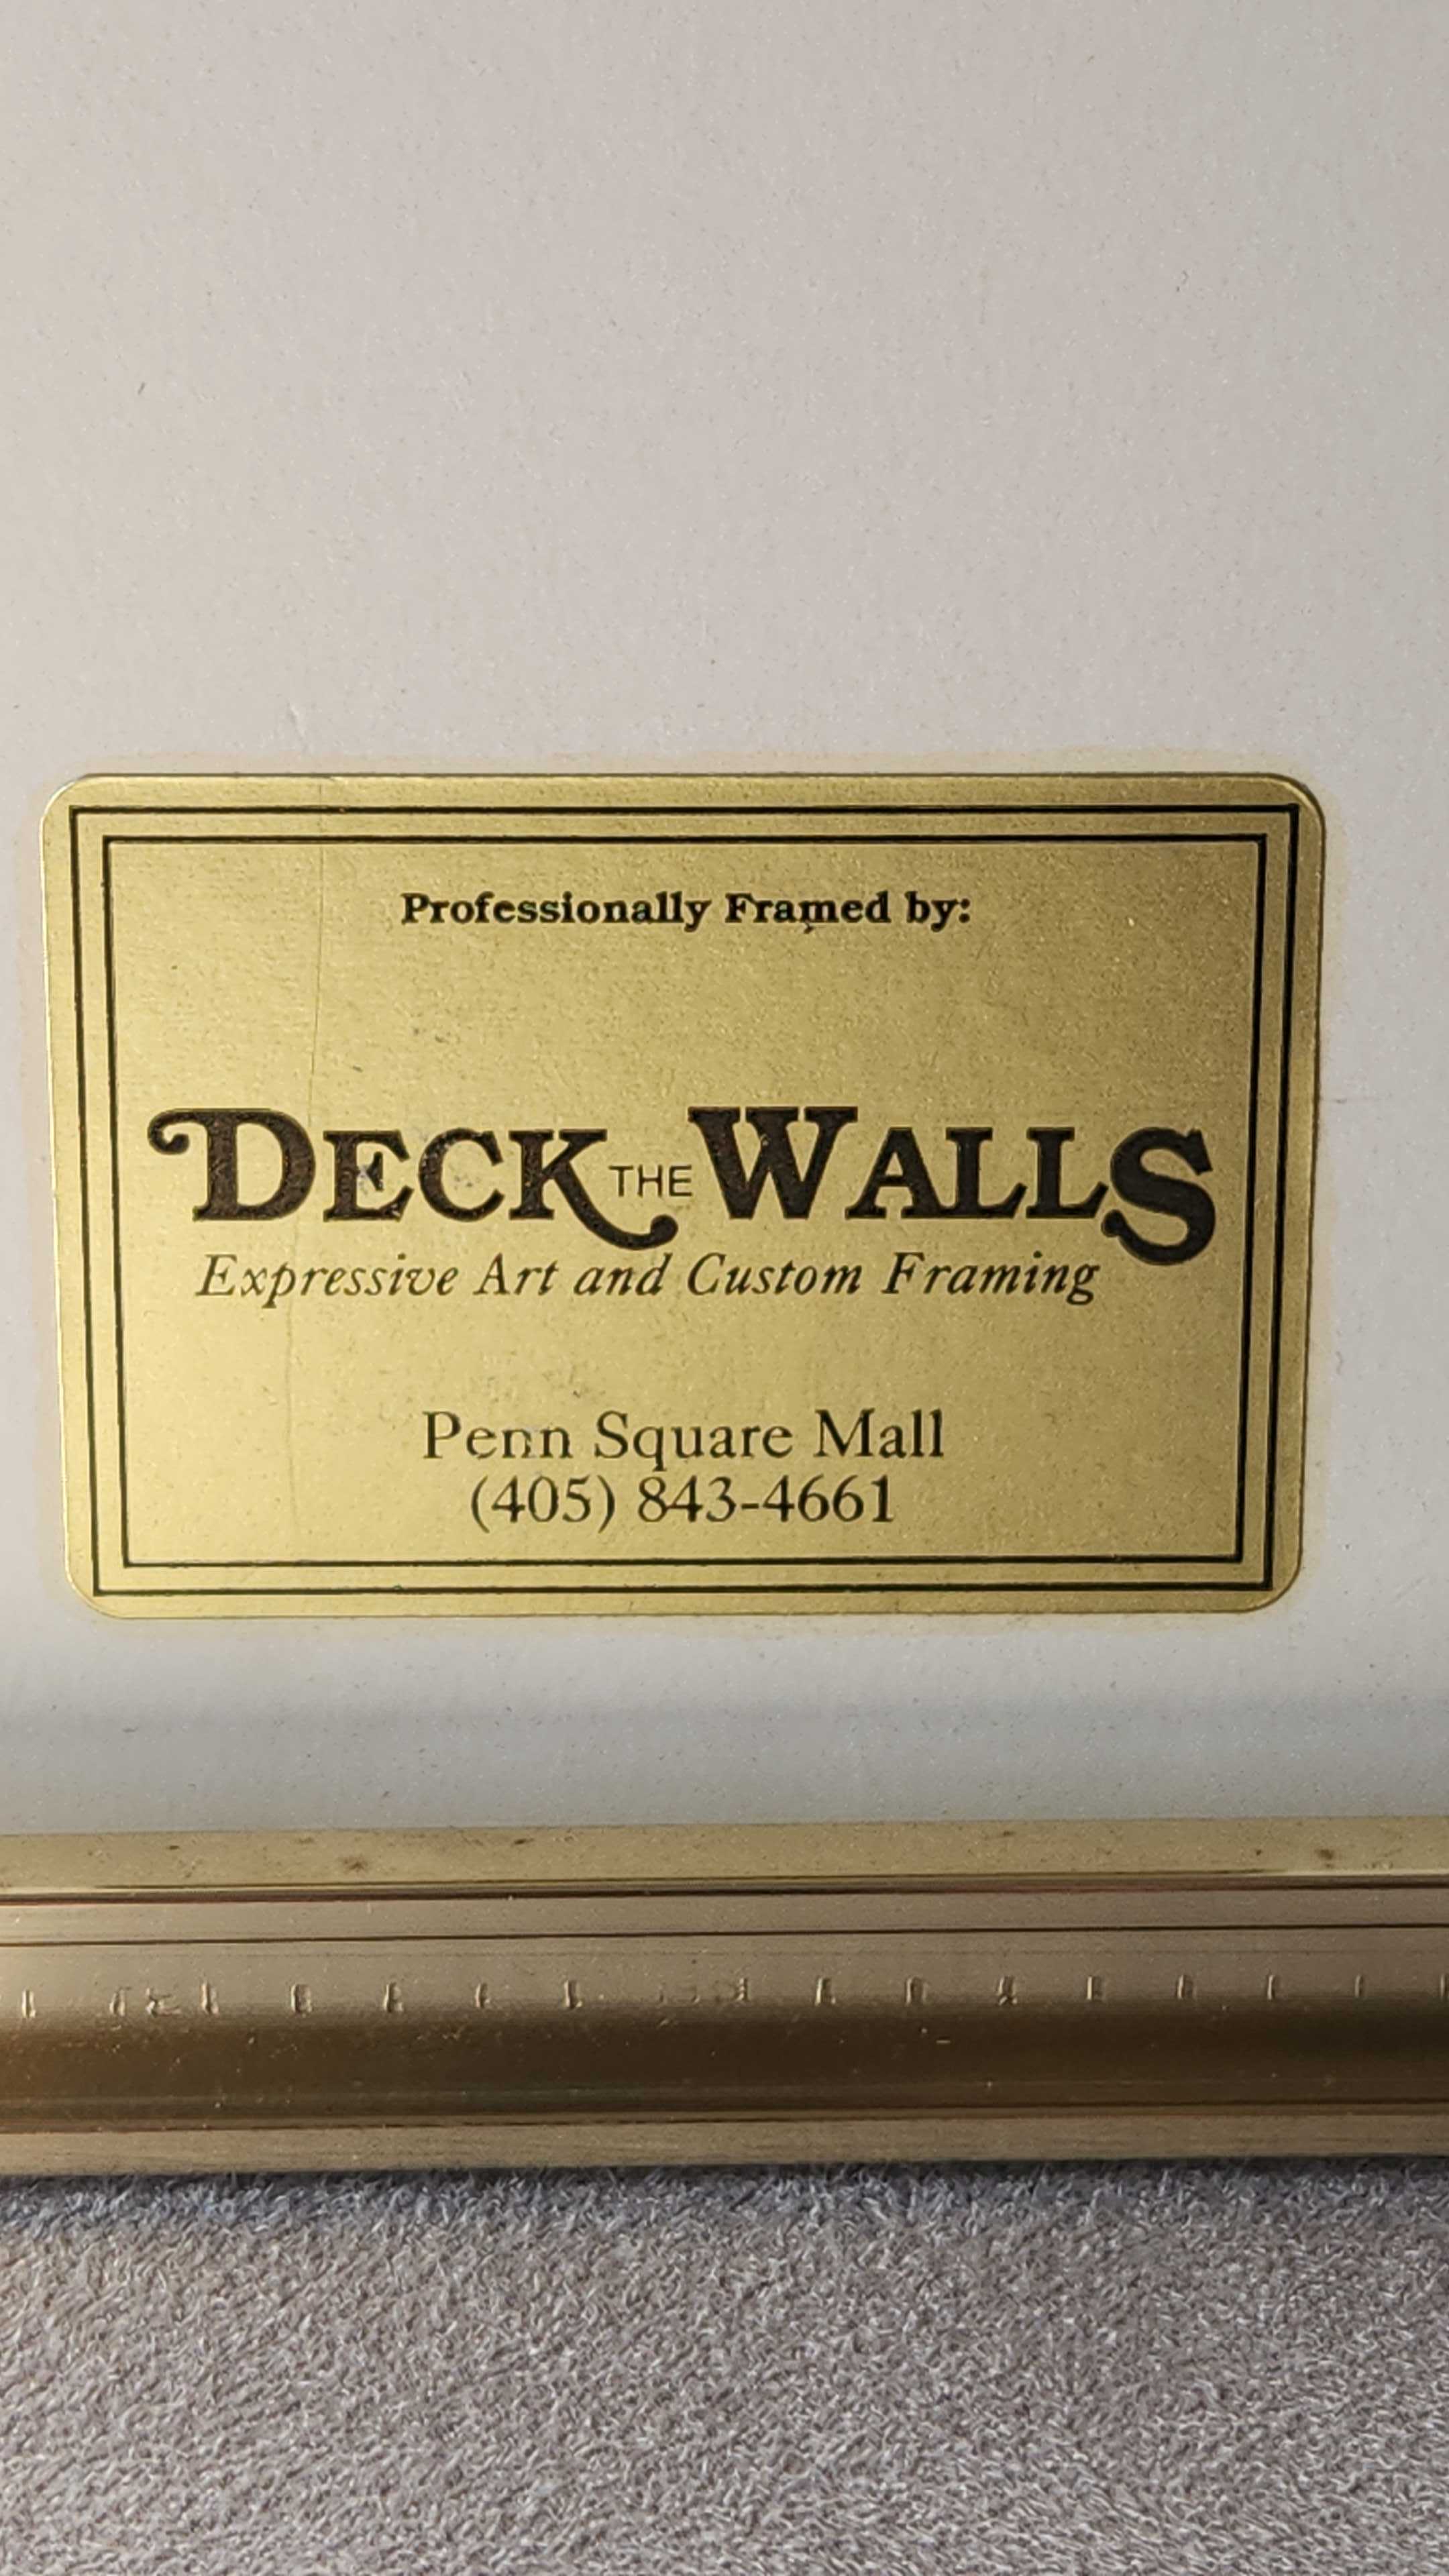 Professionally Framed by:
DECK THE WALLS
Expressive Art and Custom Framing
Penn Square Mall
(405) 843-4661